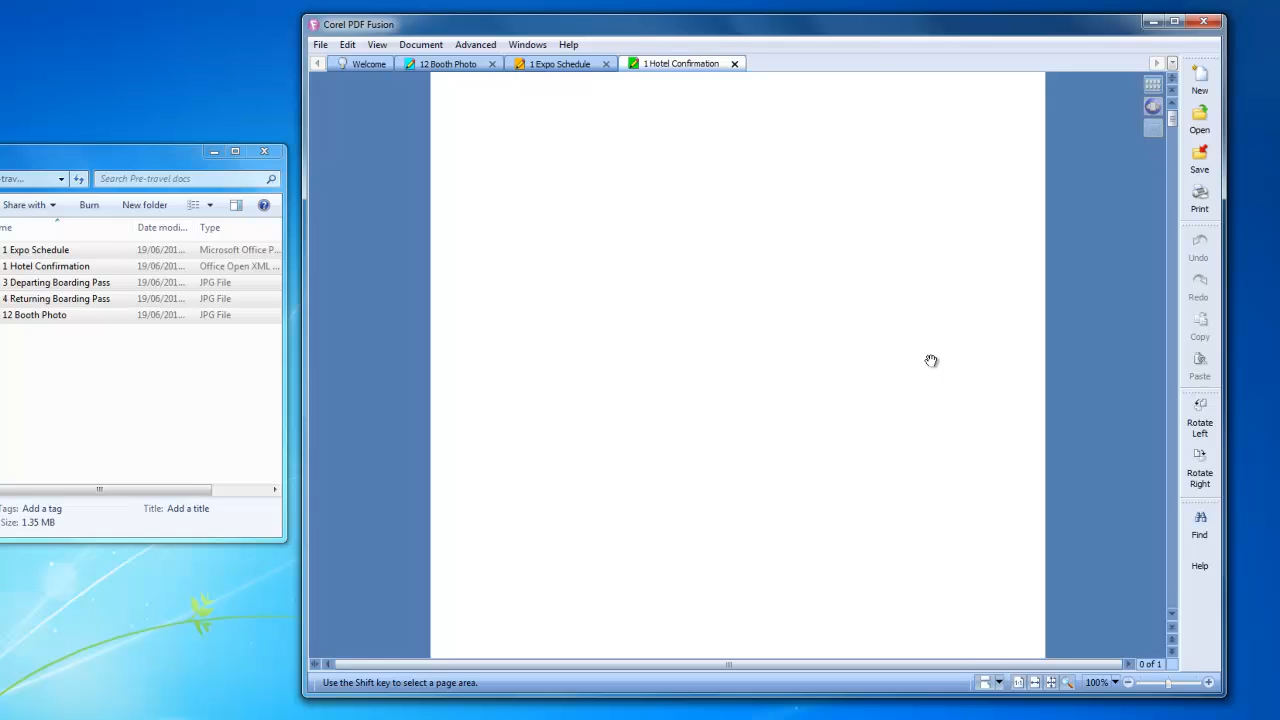 Corel PDF Fusion
File Edit View Document Advanced Windows Help
Welcome 12 Booth Photo 1 Expo Schedule 1 Hotel Confirmation
New
Open
Save
Print
Undo
Redo
Copy
Paste
Rotate Left
Rotate Right
Find
Help
-trav... Search Pre-travel docs
Share with Burn New folder
me Date modi... Type
1 Expo Schedule 19/06/201... Microsoft Office P...
1 Hotel Confirmation 19/06/201... Office Open XML ...
3 Departing Boarding Pass 19/06/201... JPG File
4 Returning Boarding Pass 19/06/201... JPG File
12 Booth Photo 19/06/201... JPG File
Tags: Add a tag Title: Add a title
Size: 1.35 MB
0 of 1
Use the Shift key to select a page area. 100%